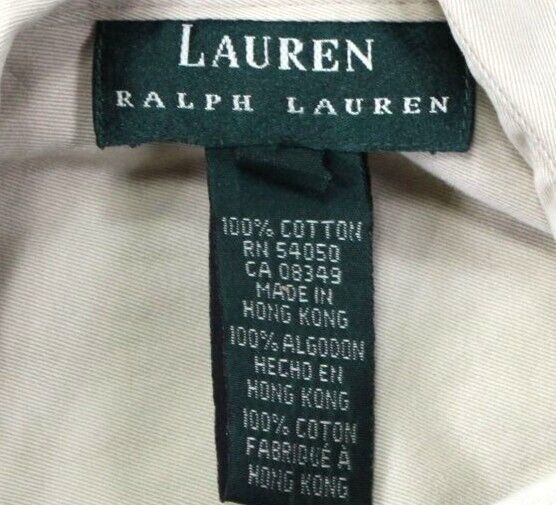 LAUREN
RALPH LAUREN
100% COTTON
RN 54050
CA 08349
MADE IN
HONG KONG
100% ALGODON
HECHO EN
HONG KONG
100% COTON
FABRIQUÉ À
HONG KONG